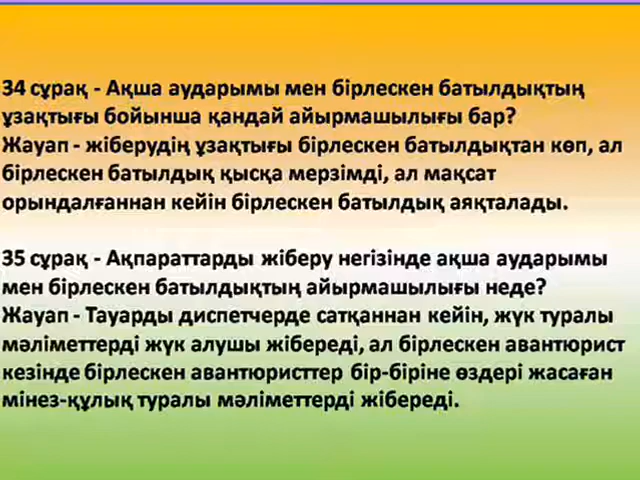 34 сұрақ - Ақша аударымы мен бірлескен батылдықтың
ұзақтығы бойынша қандай айырмашылығы бар?
Жауап - жіберудің ұзақтығы бірлескен батылдықтан көп, ал
бірлескен батылдық қысқа мерзімді, ал мақсат
орындалғаннан кейін бірлескен батылдық аяқталады.
35 сұрақ - Ақпараттарды жіберу негізінде ақша аударымы
мен бірлескен батылдықтың айырмашылығы неде?
Жауап - Тауарды диспетчерде сатқаннан кейін, жүк туралы
мәліметтерді жүк алушы жібереді, ал бірлескен авантюрист
кезінде бірлескен авантюристтер бір-біріне өздері жасаған
мінез-құлық туралы мәліметтерді жібереді.